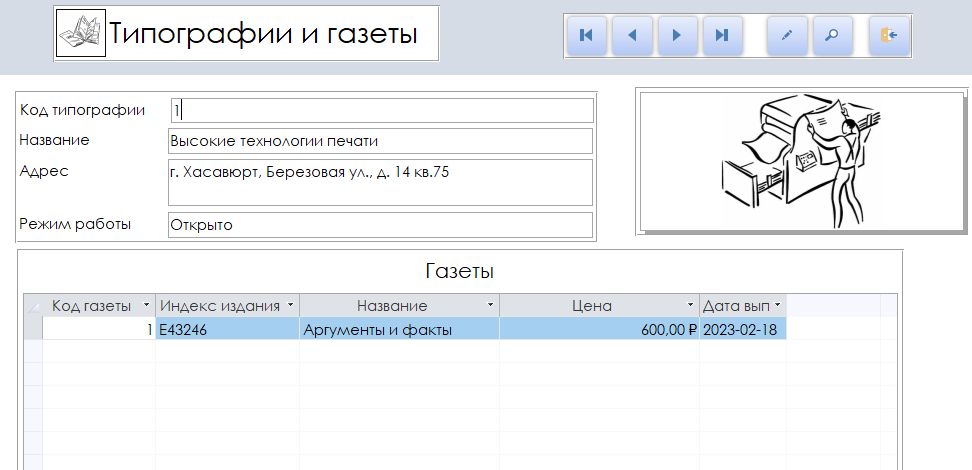 Типографии и газеты
Код типографии 1
Название Высокие технологии печати
Адрес г. Хасавюрт, Березовая ул., д. 14 кв.75
Режим работы Открыто
Газеты
Код газеты Индекс издания Название Цена Дата вып
1 E43246 Аргументы и факты 600,00 ₽ 2023-02-18